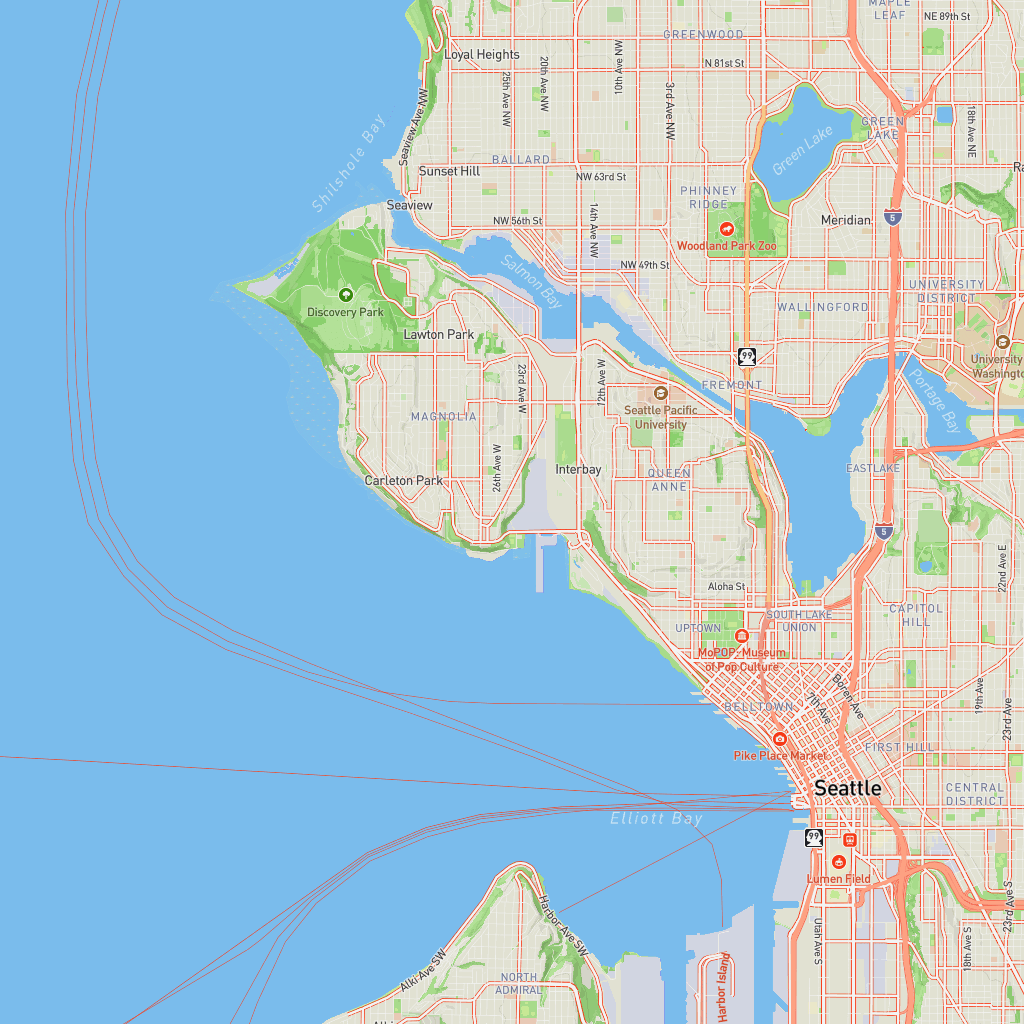 MAPLE
LEAF
NE 89th St
GREENWOOD
Loyal Heights
N 81st St
10th Ave NW
20th Ave NW
25th Ave NW
3rd Ave NW
18th Ave NE
Seaview Ave NW
GREEN
LAKE
Green Lake
Shilshole Bay
BALLARD
Sunset Hill
NW 63rd St
PHINNEY
RIDGE
Seaview
NW 56th St
14th Ave NW
Meridian
5
Woodland Park Zoo
NW 49th St
Salmon Bay
UNIVERSITY
DISTRICT
Discovery Park
WALLINGFORD
Lawton Park
99
University
Washington
23rd Ave W
12th Ave W
FREMONT
Portage Bay
Seattle Pacific
University
MAGNOLIA
26th Ave W
Interbay
EASTLAKE
Carleton Park
QUEEN
ANNE
5
22nd Ave E
Aloha St
CAPITOL
HILL
SOUTH LAKE
UNION
UPTOWN
MoPOP - Museum
of Pop Culture
Boren Ave
7th Ave
19th Ave
23rd Ave
BELLTOWN
FIRST HILL
Pike Place Market
Seattle
CENTRAL
DISTRICT
Elliott Bay
99
Lumen Field
23rd Ave S
Harbor Ave SW
Utah Ave S
18th Ave S
Alki Ave SW
NORTH
ADMIRAL
Harbor Island